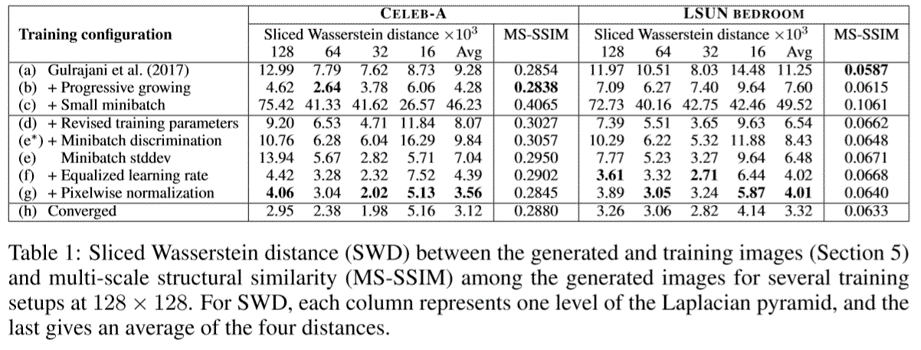 CELEB-A LSUN BEDROOM
Training configuration Sliced Wasserstein distance ×10³ MS-SSIM Sliced Wasserstein distance ×10³ MS-SSIM
128 64 32 16 Avg 128 64 32 16 Avg
(a) Gulrajani et al. (2017) 12.99 7.79 7.62 8.73 9.28 0.2854 11.97 10.51 8.03 14.48 11.25 0.0587
(b) + Progressive growing 4.62 2.64 3.78 6.06 4.28 0.2838 7.09 6.27 7.40 9.64 7.60 0.0615
(c) + Small minibatch 75.42 41.33 41.62 26.57 46.23 0.4065 72.73 40.16 42.75 42.46 49.52 0.1061
(d) + Revised training parameters 9.20 6.53 4.71 11.84 8.07 0.3027 7.39 5.51 3.65 9.63 6.54 0.0662
(e*) + Minibatch discrimination 10.76 6.28 6.04 16.29 9.84 0.3057 10.29 6.22 5.32 11.88 8.43 0.0648
(e) Minibatch stddev 13.94 5.67 2.82 5.71 7.04 0.2950 7.77 5.23 3.27 9.64 6.48 0.0671
(f) + Equalized learning rate 4.42 3.28 2.32 7.52 4.39 0.2902 3.61 3.32 2.71 6.44 4.02 0.0668
(g) + Pixelwise normalization 4.06 3.04 2.02 5.13 3.56 0.2845 3.89 3.05 3.24 5.87 4.01 0.0640
(h) Converged 2.95 2.38 1.98 5.16 3.12 0.2880 3.26 3.06 2.82 4.14 3.32 0.0633
Table 1: Sliced Wasserstein distance (SWD) between the generated and training images (Section 5)
and multi-scale structural similarity (MS-SSIM) among the generated images for several training
setups at 128 × 128. For SWD, each column represents one level of the Laplacian pyramid, and the
last gives an average of the four distances.